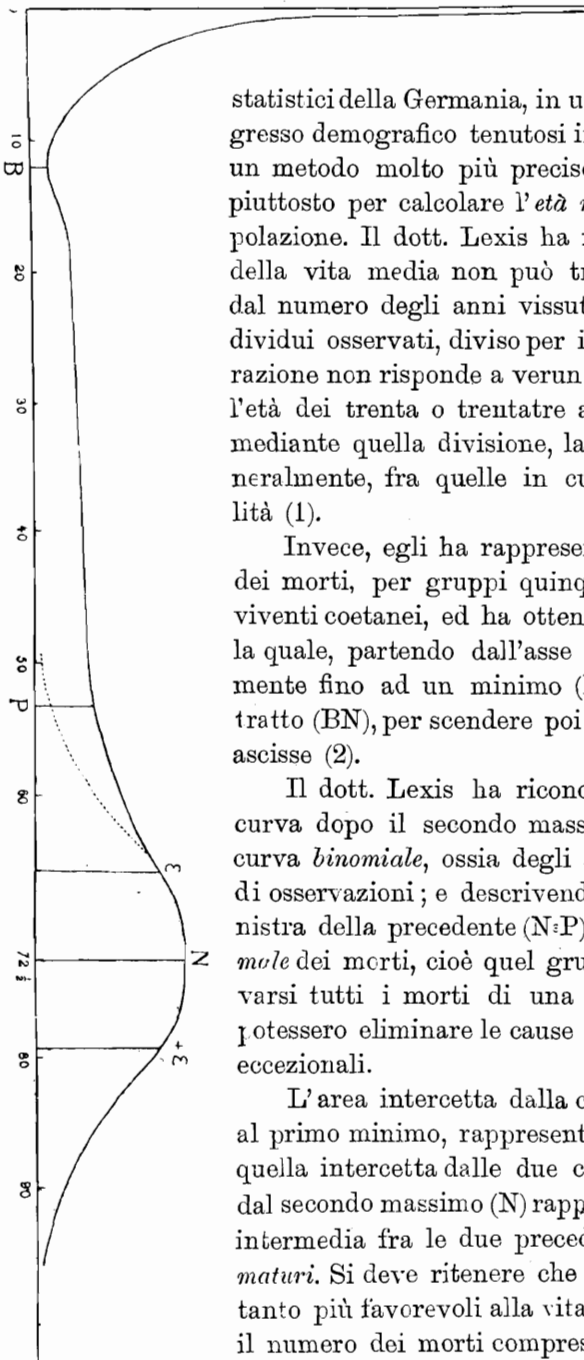 10
B
20
30
40
50
P
60
ε
N
72 ½
+ ε
80
90
statistici della Germania, in u
gresso demografico tenutosi i
un metodo molto più precis
piuttosto per calcolare l'età
polazione. Il dott. Lexis ha
della vita media non può tr
dal numero degli anni vissut
dividui osservati, diviso per i
razione non risponde a verun
l'età dei trenta o trentatre a
mediante quella divisione, la
neralmente, fra quelle in cu
lità (1).
Invece, egli ha rapprese
dei morti, per gruppi quinq
viventi coetanei, ed ha otten
la quale, partendo dall'asse
mente fino ad un minimo (
tratto (BN), per scendere poi
ascisse (2).
Il dott. Lexis ha ricono
curva dopo il secondo mass
curva binomiale, ossia degli
di osservazioni; e descrivend
nistra della precedente (N:P)
male dei morti, cioè quel gru
varsi tutti i morti di una
potessero eliminare le cause
eccezionali.
L'area intercetta dalla c
al primo minimo, rappresent
quella intercetta dalle due c
dal secondo massimo (N) rapp
intermedia fra le due preced
maturi. Si deve ritenere che
tanto più favorevoli alla vita
il numero dei morti compres